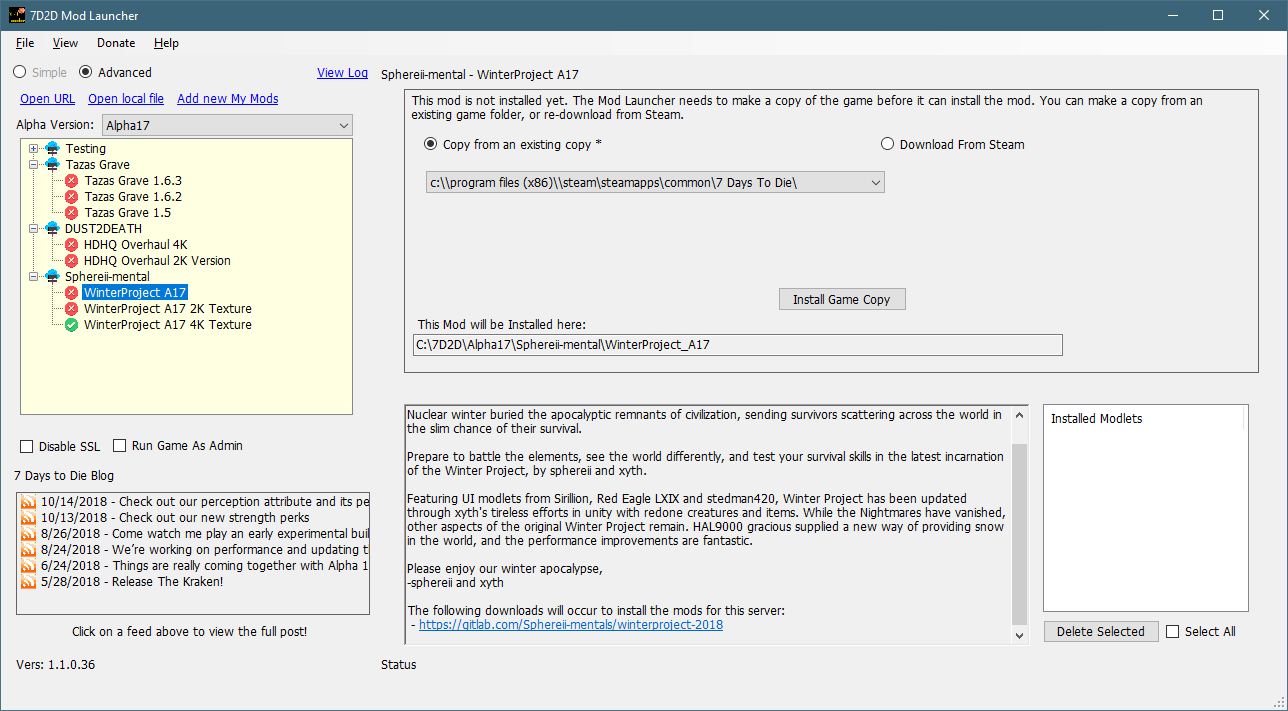 7D2D Mod Launcher
File View Donate Help
Simple Advanced View Log
Open URL Open local file Add new My Mods
Alpha Version: Alpha17
Testing
Tazas Grave
Tazas Grave 1.6.3
Tazas Grave 1.6.2
Tazas Grave 1.5
DUST2DEATH
HDHQ Overhaul 4K
HDHQ Overhaul 2K Version
Sphereii-mental
WinterProject A17
WinterProject A17 2K Texture
WinterProject A17 4K Texture
Disable SSL Run Game As Admin
7 Days to Die Blog
10/14/2018 - Check out our perception attribute and its pe
10/13/2018 - Check out our new strength perks
8/26/2018 - Come watch me play an early experimental buil
8/24/2018 - We're working on performance and updating t
6/24/2018 - Things are really coming together with Alpha 1
5/28/2018 - Release The Kraken!
Click on a feed above to view the full post!
Vers: 1.1.0.36
Sphereii-mental - WinterProject A17
This mod is not installed yet. The Mod Launcher needs to make a copy of the game before it can install the mod. You can make a copy from an
existing game folder, or re-download from Steam.
Copy from an existing copy * Download From Steam
c:\\program files (x86)\\steam\steamapps\common\7 Days To Die\
Install Game Copy
This Mod will be Installed here:
C:\7D2D\Alpha17\Sphereii-mental\WinterProject_A17
Nuclear winter buried the apocalyptic remnants of civilization, sending survivors scattering across the world in
the slim chance of their survival.
Prepare to battle the elements, see the world differently, and test your survival skills in the latest incarnation
of the Winter Project, by sphereii and xyth.
Featuring UI modlets from Sirillion, Red Eagle LXIX and stedman420, Winter Project has been updated
through xyth's tireless efforts in unity with redone creatures and items. While the Nightmares have vanished,
other aspects of the original Winter Project remain. HAL9000 gracious supplied a new way of providing snow
in the world, and the performance improvements are fantastic.
Please enjoy our winter apocalypse,
-sphereii and xyth
The following downloads will occur to install the mods for this server:
- https://gitlab.com/Sphereii-mentals/winterproject-2018
Installed Modlets
Delete Selected Select All
Status